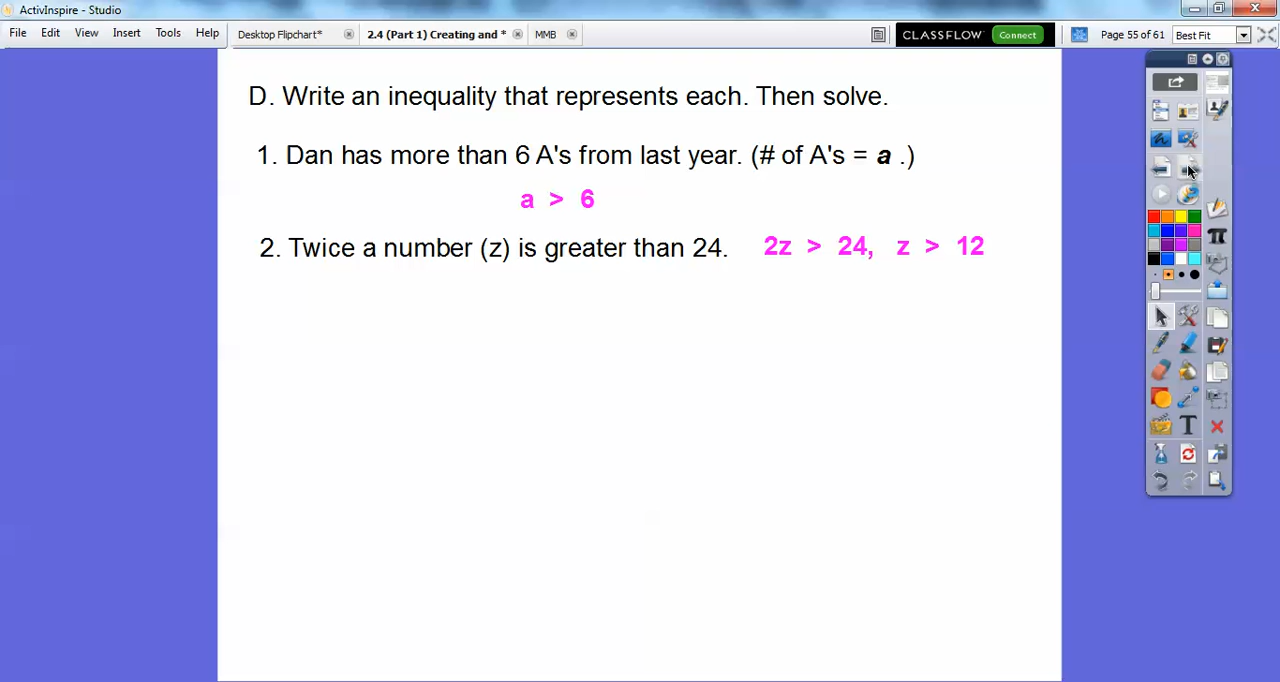 ActivInspire - Studio
File Edit View Insert Tools Help Desktop Flipchart* 2.4 (Part 1) Creating and * MMB CLASSFLOW Connect Page 55 of 61 Best Fit
D. Write an inequality that represents each. Then solve.
1. Dan has more than 6 A's from last year. (# of A's = a .)
a > 6
2. Twice a number (z) is greater than 24. 2z > 24, z > 12